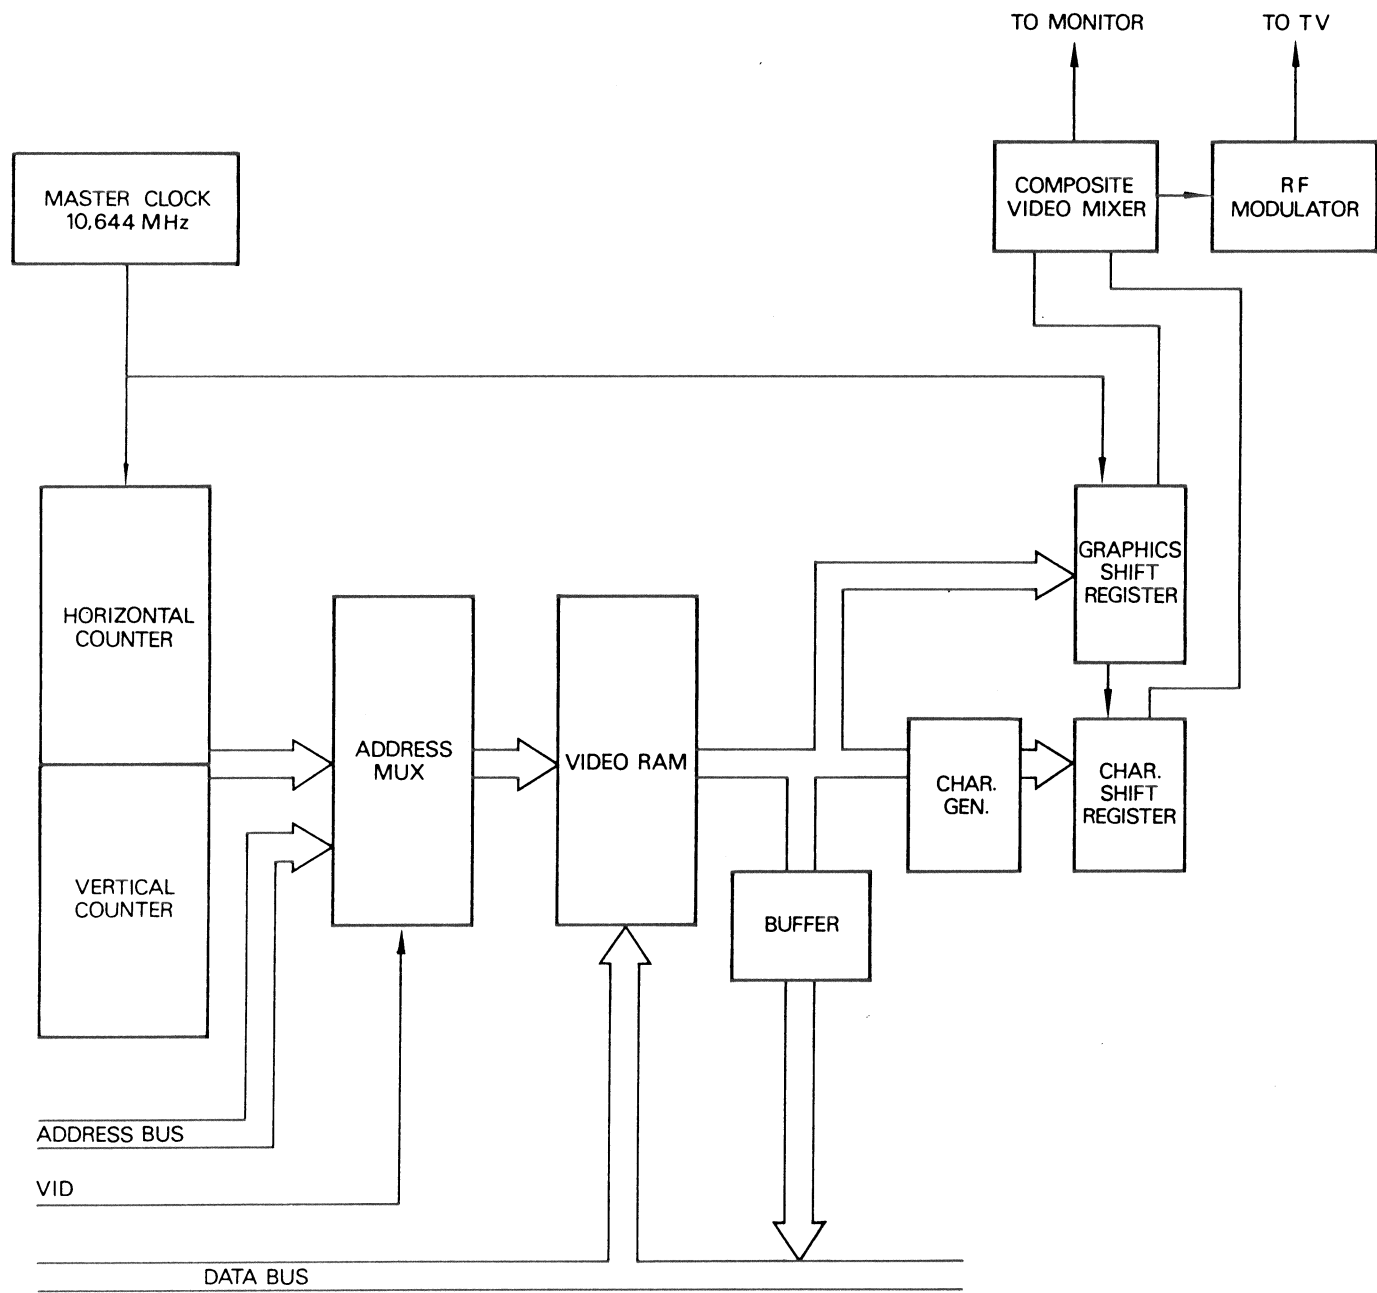 TO MONITOR
TO TV
MASTER CLOCK
10,644 MHz
COMPOSITE
VIDEO MIXER
RF
MODULATOR
HORIZONTAL
COUNTER
GRAPHICS
SHIFT
REGISTER
ADDRESS
MUX
VIDEO RAM
CHAR.
GEN.
CHAR.
SHIFT
REGISTER
VERTICAL
COUNTER
BUFFER
ADDRESS BUS
VID
DATA BUS